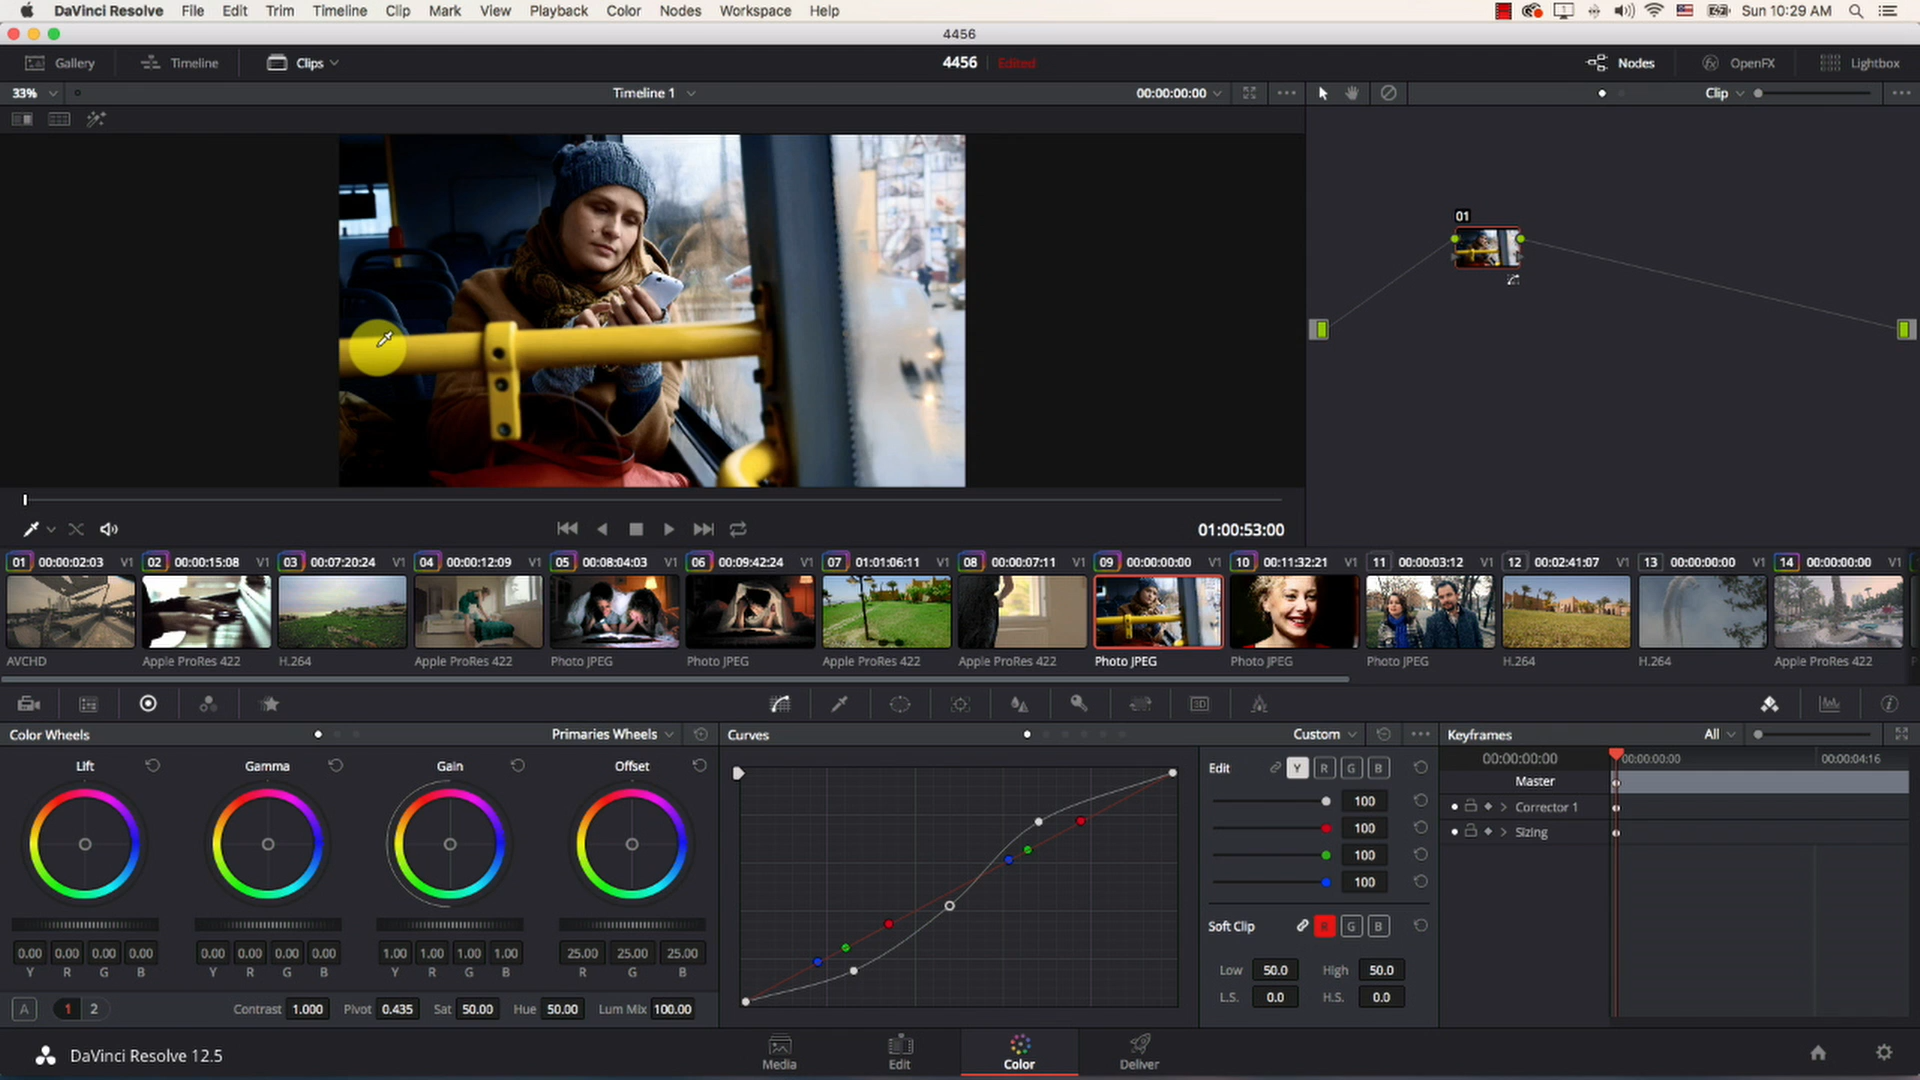 DaVinci Resolve File Edit Trim Timeline Clip Mark View Playback Color Nodes Workspace Help Sun 10:29 AM
4456
Gallery Timeline Clips 4456 Edited Nodes OpenFX Lightbox
33% Timeline 1 00:00:00:00 Clip
01
01:00:53:00
01 00:00:02:03 V1 02 00:00:15:08 V1 03 00:07:20:24 V1 04 00:00:12:09 V1 05 00:08:04:03 V1 06 00:09:42:24 V1 07 01:01:06:11 V1 08 00:00:07:11 V1 09 00:00:00:00 V1 10 00:11:32:21 V1 11 00:00:03:12 V1 12 00:02:41:07 V1 13 00:00:00:00 V1 14 00:00:00:00 V1
AVCHD Apple ProRes 422 H.264 Apple ProRes 422 Photo JPEG Photo JPEG Apple ProRes 422 Apple ProRes 422 Photo JPEG Photo JPEG Photo JPEG H.264 H.264 Apple ProRes 422
3D
Color Wheels Primaries Wheels Curves Custom Keyframes All
Lift Gamma Gain Offset Edit Y R G B 00:00:00:00 00:00:00:00 00:00:04:16
Master
100 Corrector 1
100 Sizing
100
100
Soft Clip R G B
0.00 0.00 0.00 0.00 0.00 0.00 0.00 0.00 1.00 1.00 1.00 1.00 25.00 25.00 25.00
Y R G B Y R G B Y R G B R G B Low 50.0 High 50.0
L.S. 0.0 H.S. 0.0
A 1 2 Contrast 1.000 Pivot 0.435 Sat 50.00 Hue 50.00 Lum Mix 100.00
DaVinci Resolve 12.5 Media Edit Color Deliver